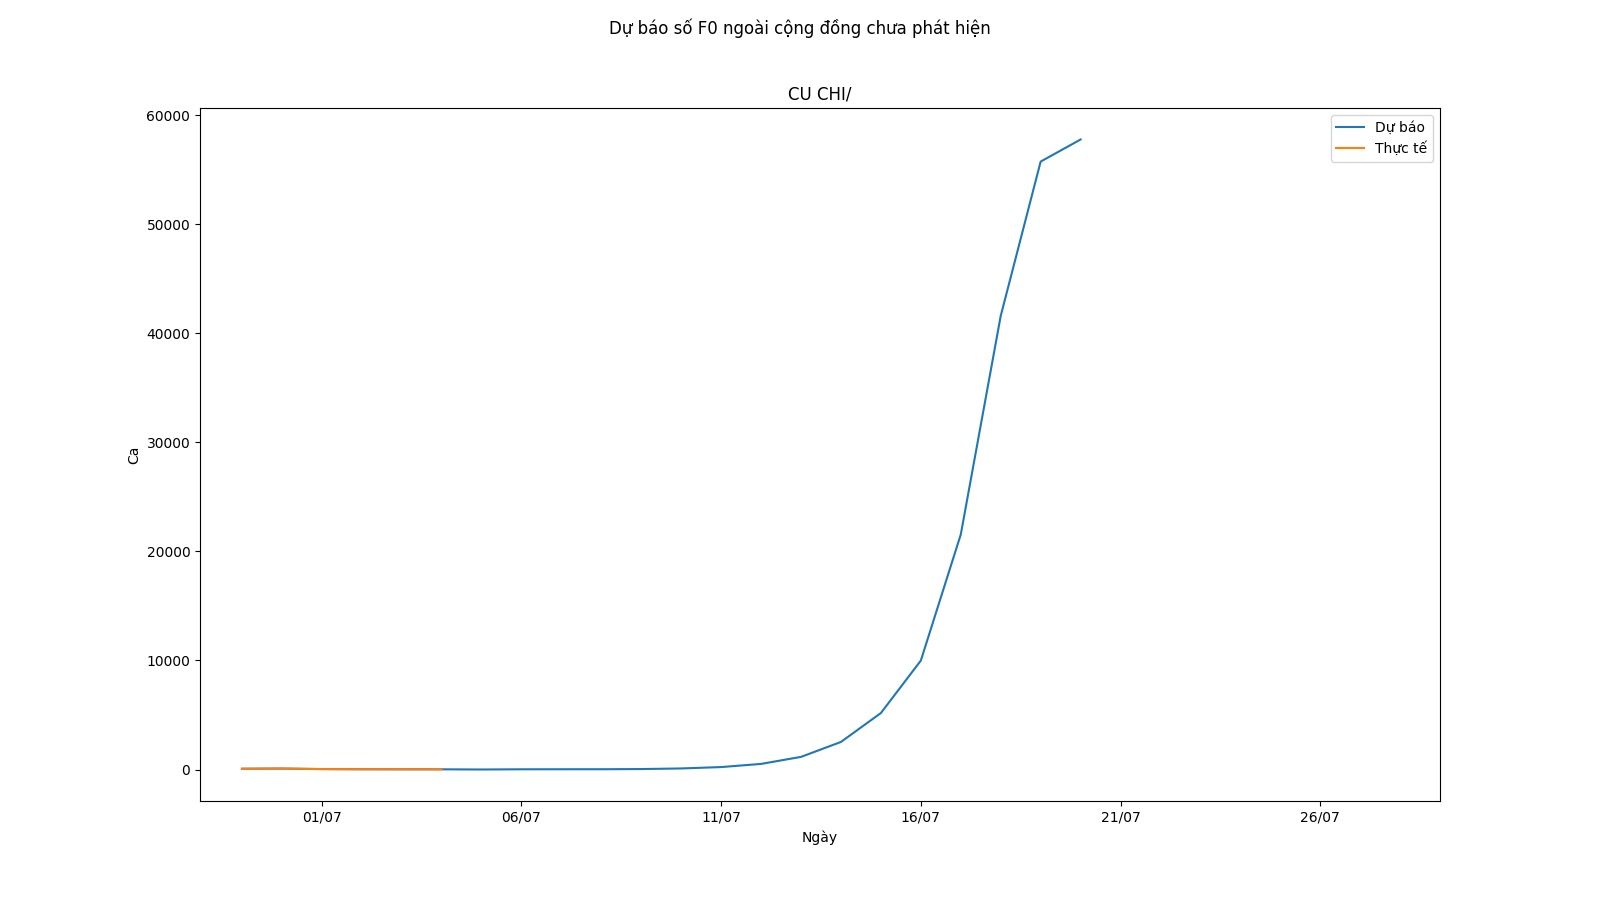 Dự báo số F0 ngoài cộng đồng chưa phát hiện
CU CHI/
60000
50000
40000
30000
20000
10000
0
Ca
Dự báo
Thực tế
01/07
06/07
11/07
16/07
21/07
26/07
Ngày